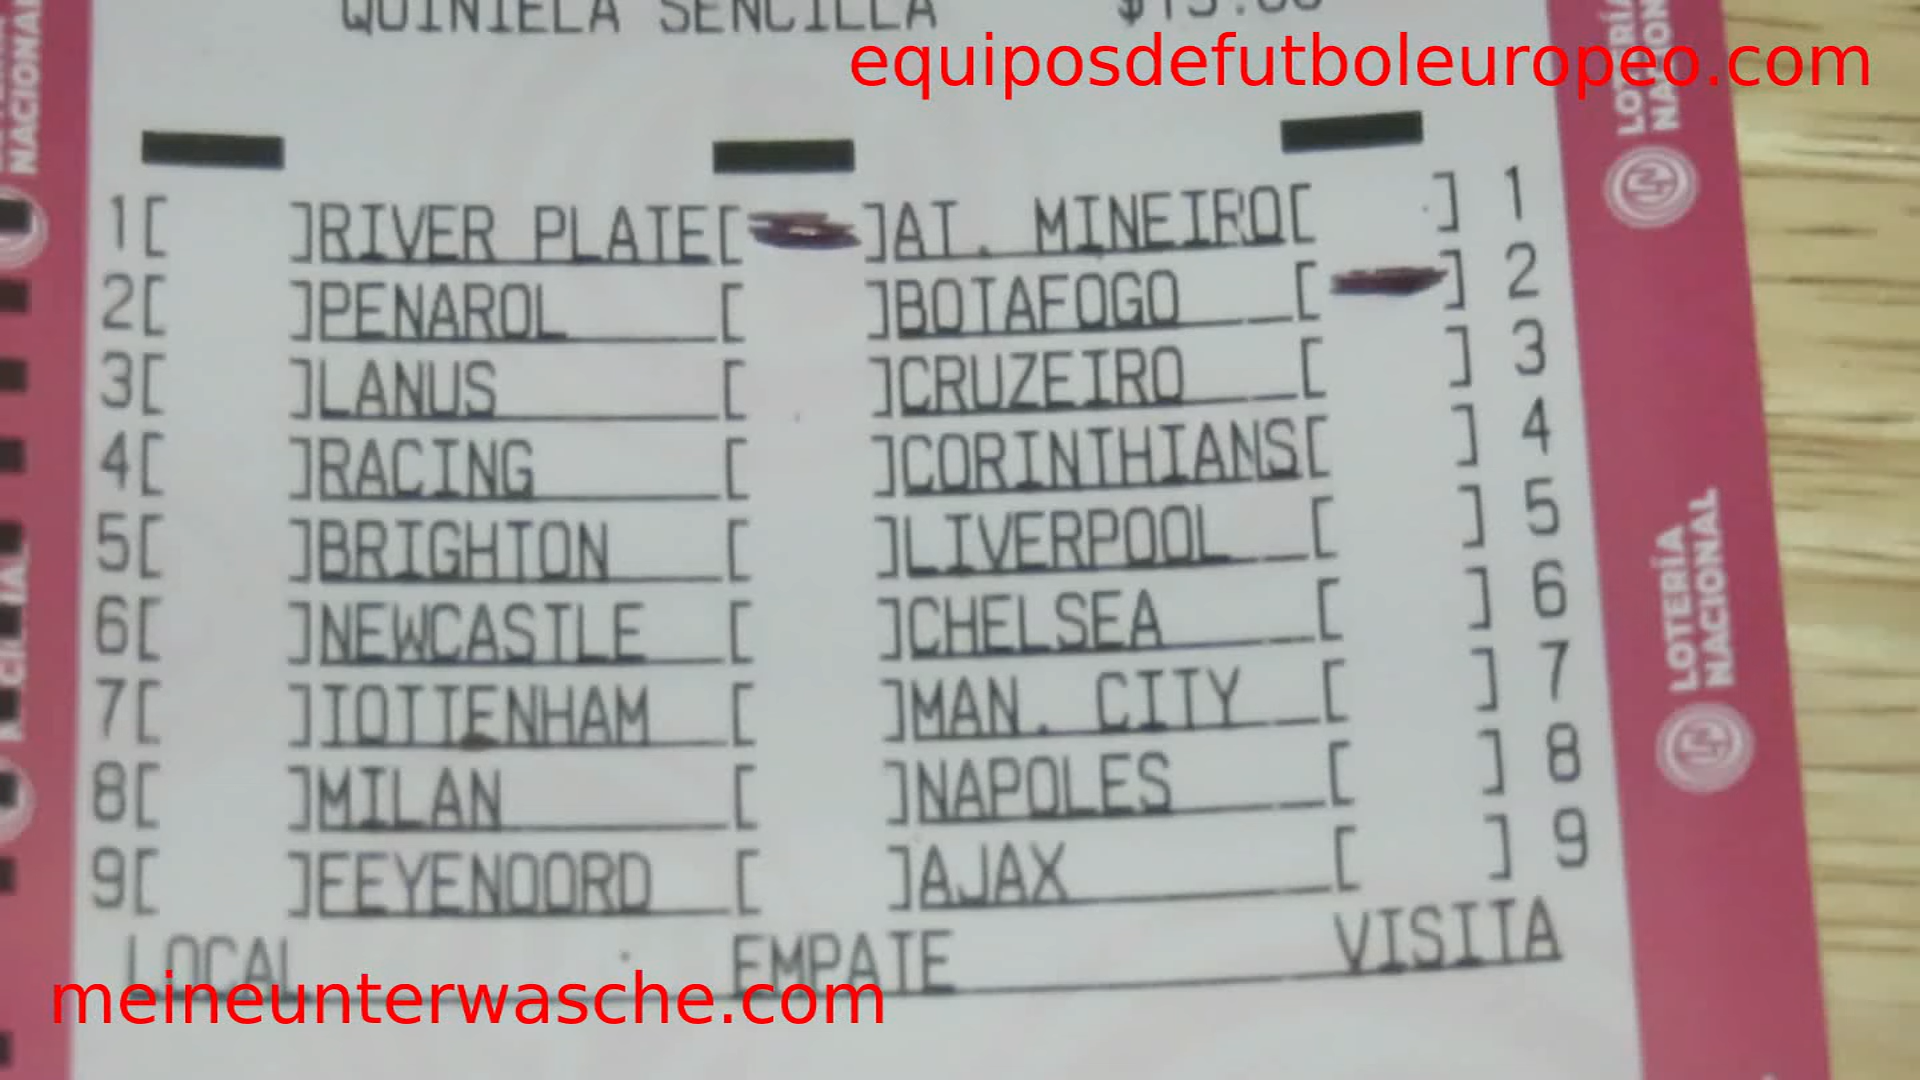 QUINIELA SENCILLA
equiposdefutboleuropeo.com
1[ ]RIVER PLATE[ ]AT. MINEIRO[ ] 1
2[ ]PENAROL[ ]BOTAFOGO[ ] 2
3[ ]LANUS[ ]CRUZEIRO[ ] 3
4[ ]RACING[ ]CORINTHIANS[ ] 4
5[ ]BRIGHTON[ ]LIVERPOOL[ ] 5
6[ ]NEWCASTLE[ ]CHELSEA[ ] 6
7[ ]TOTTENHAM[ ]MAN. CITY[ ] 7
8[ ]MILAN[ ]NAPOLES[ ] 8
9[ ]FEYENOORD[ ]AJAX[ ] 9
LOCAL EMPATE VISITA
meineunterwasche.com
NACIONAL
LOTERÍA
NACIONAL
LOTERÍA
NACIONAL